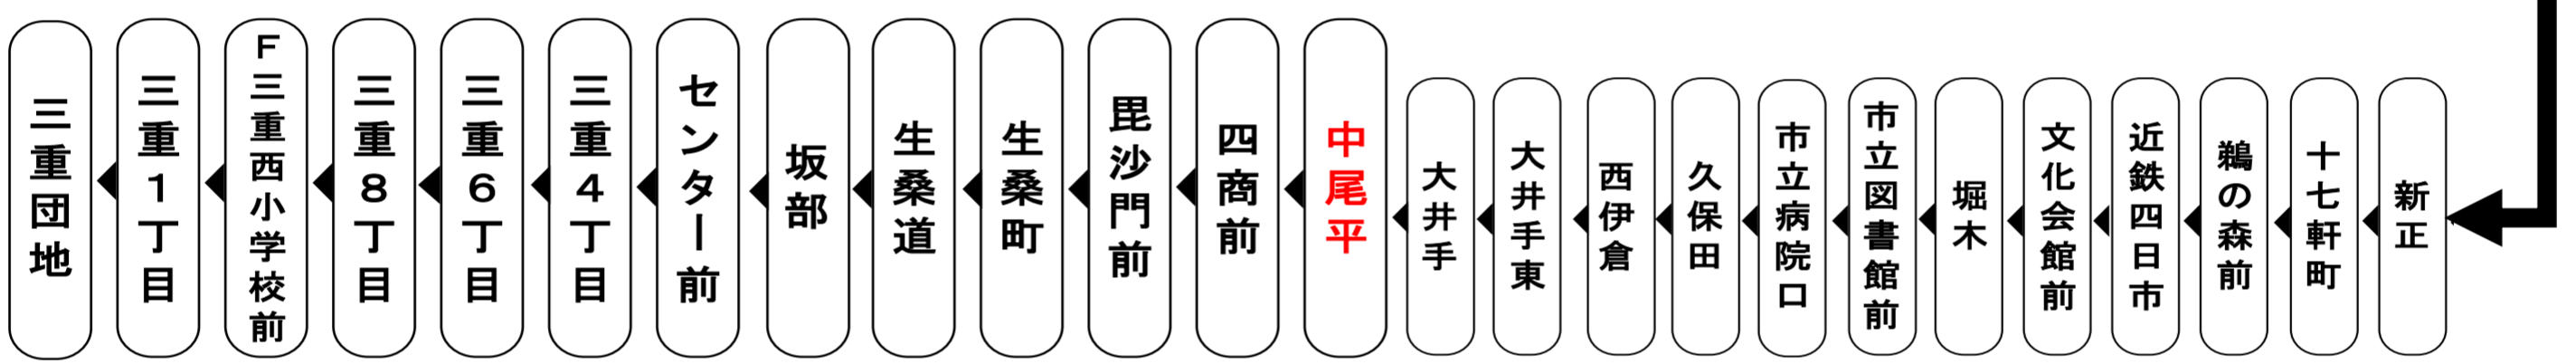 新正
十七軒町
鵜の森前
近鉄四日市
文化会館前
堀木
市立図書館前
市立病院口
久保田
西伊倉
大井手東
大井手
中尾平
四商前
毘沙門前
生桑町
生桑道
坂部
センター前
三重4丁目
三重6丁目
三重8丁目
F三重西小学校前
三重1丁目
三重団地